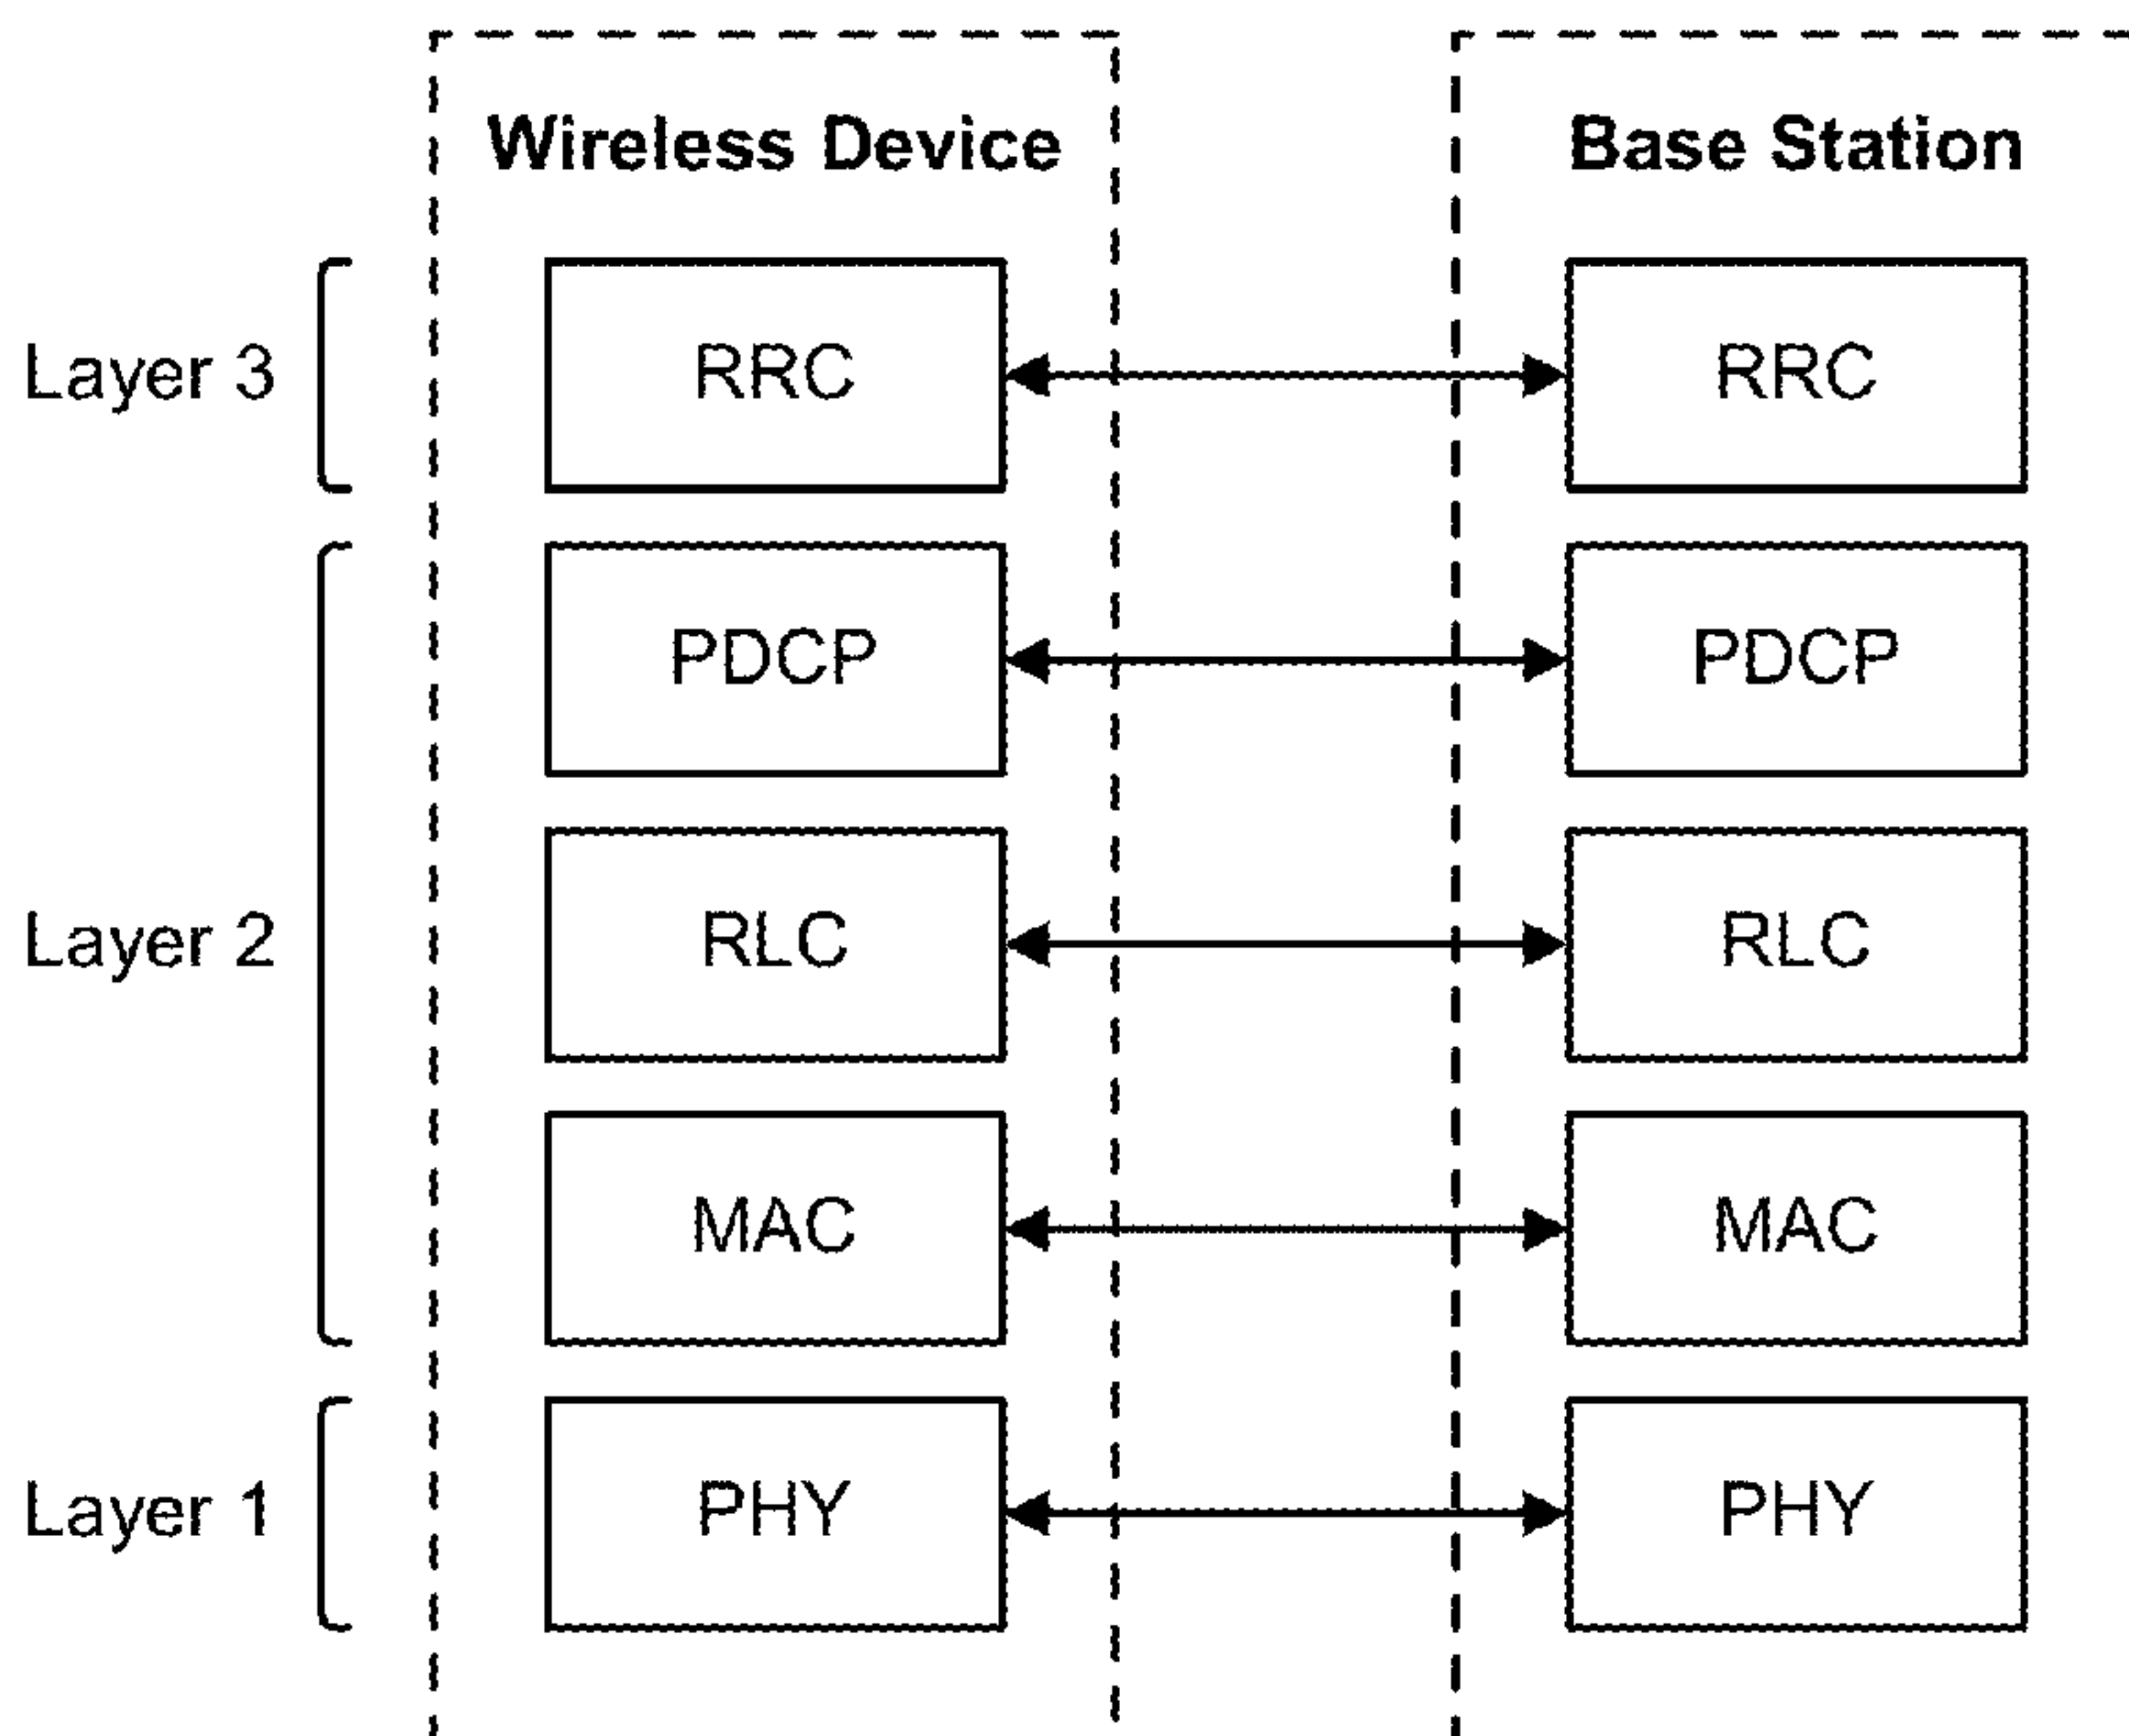 Wireless Device Base Station
Layer 3 RRC RRC
PDCP PDCP
Layer 2 RLC RLC
MAC MAC
Layer 1 PHY PHY